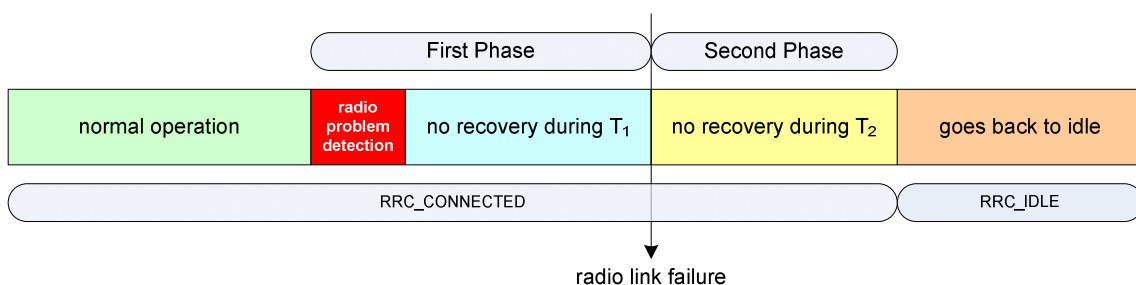 First Phase
Second Phase
normal operation
radio
problem
detection
no recovery during T₁
no recovery during T₂
goes back to idle
RRC_CONNECTED
RRC_IDLE
radio link failure